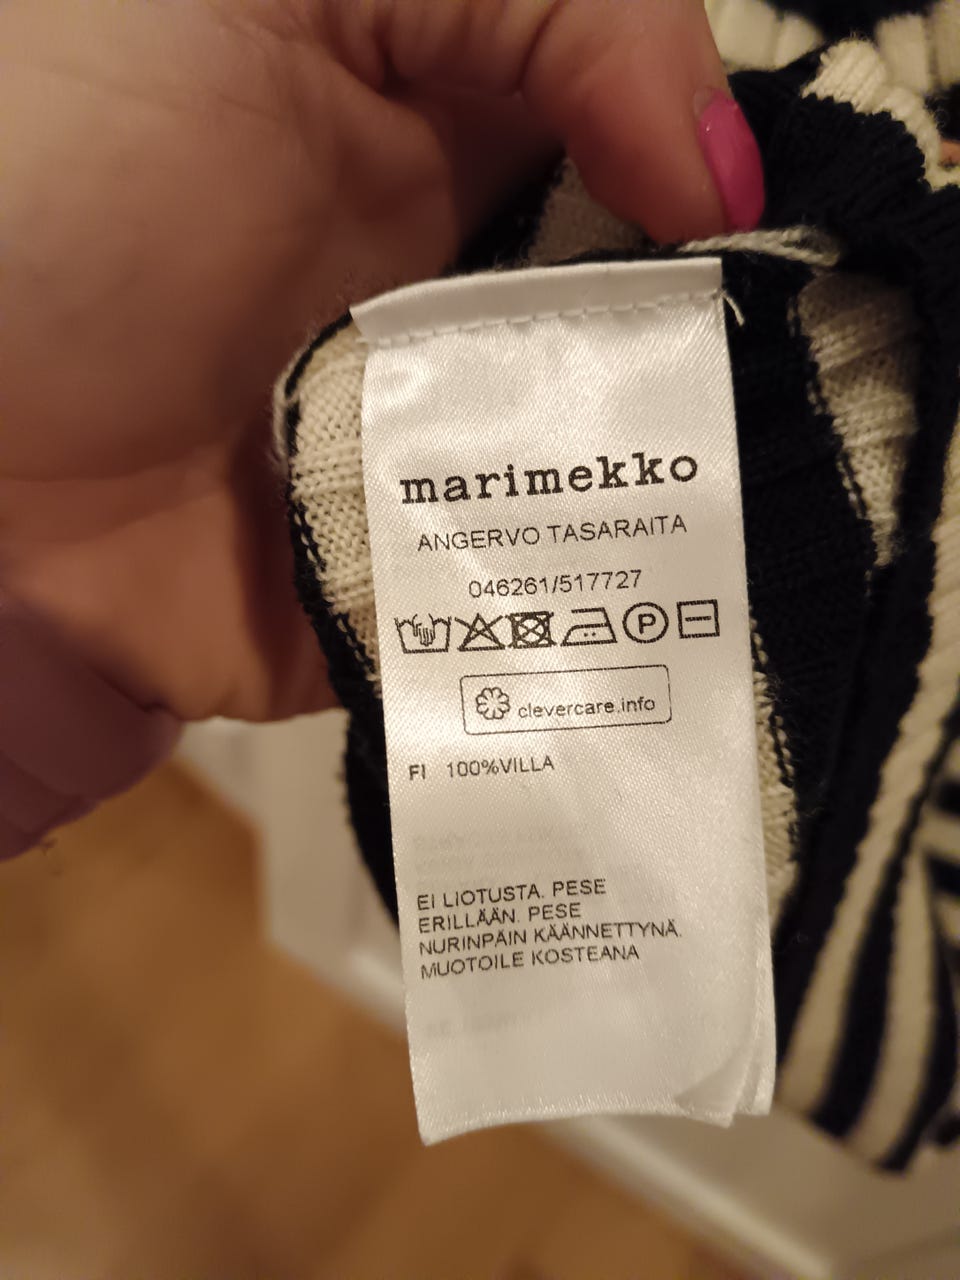 marimekko
ANGERVO TASARAITA
046261/517727
P
clevercare.info
FI 100%VILLA
EI LIOTUSTA. PESE
ERILLÄÄN. PESE
NURINPÄIN KÄÄNNETTYNÄ.
MUOTOILE KOSTEANA